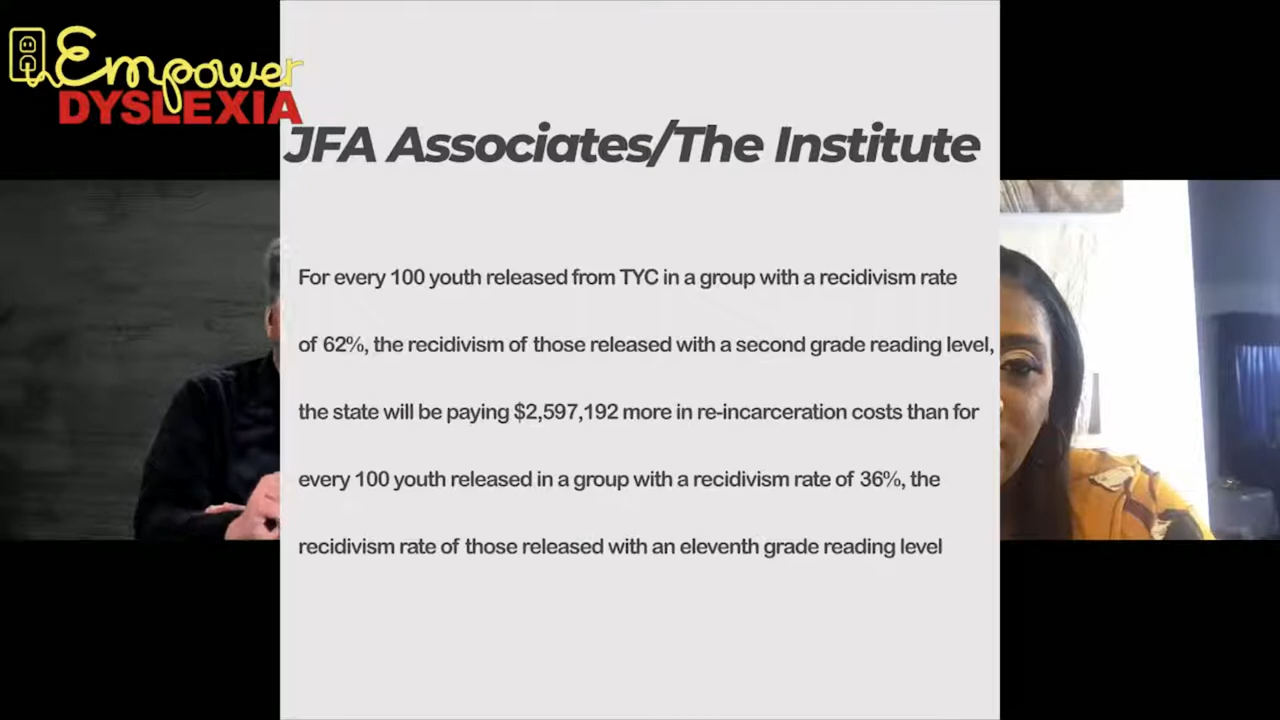 Empower
DYSLEXIA
JFA Associates/The Institute
For every 100 youth released from TYC in a group with a recidivism rate
of 62%, the recidivism of those released with a second grade reading level,
the state will be paying $2,597,192 more in re-incarceration costs than for
every 100 youth released in a group with a recidivism rate of 36%, the
recidivism rate of those released with an eleventh grade reading level